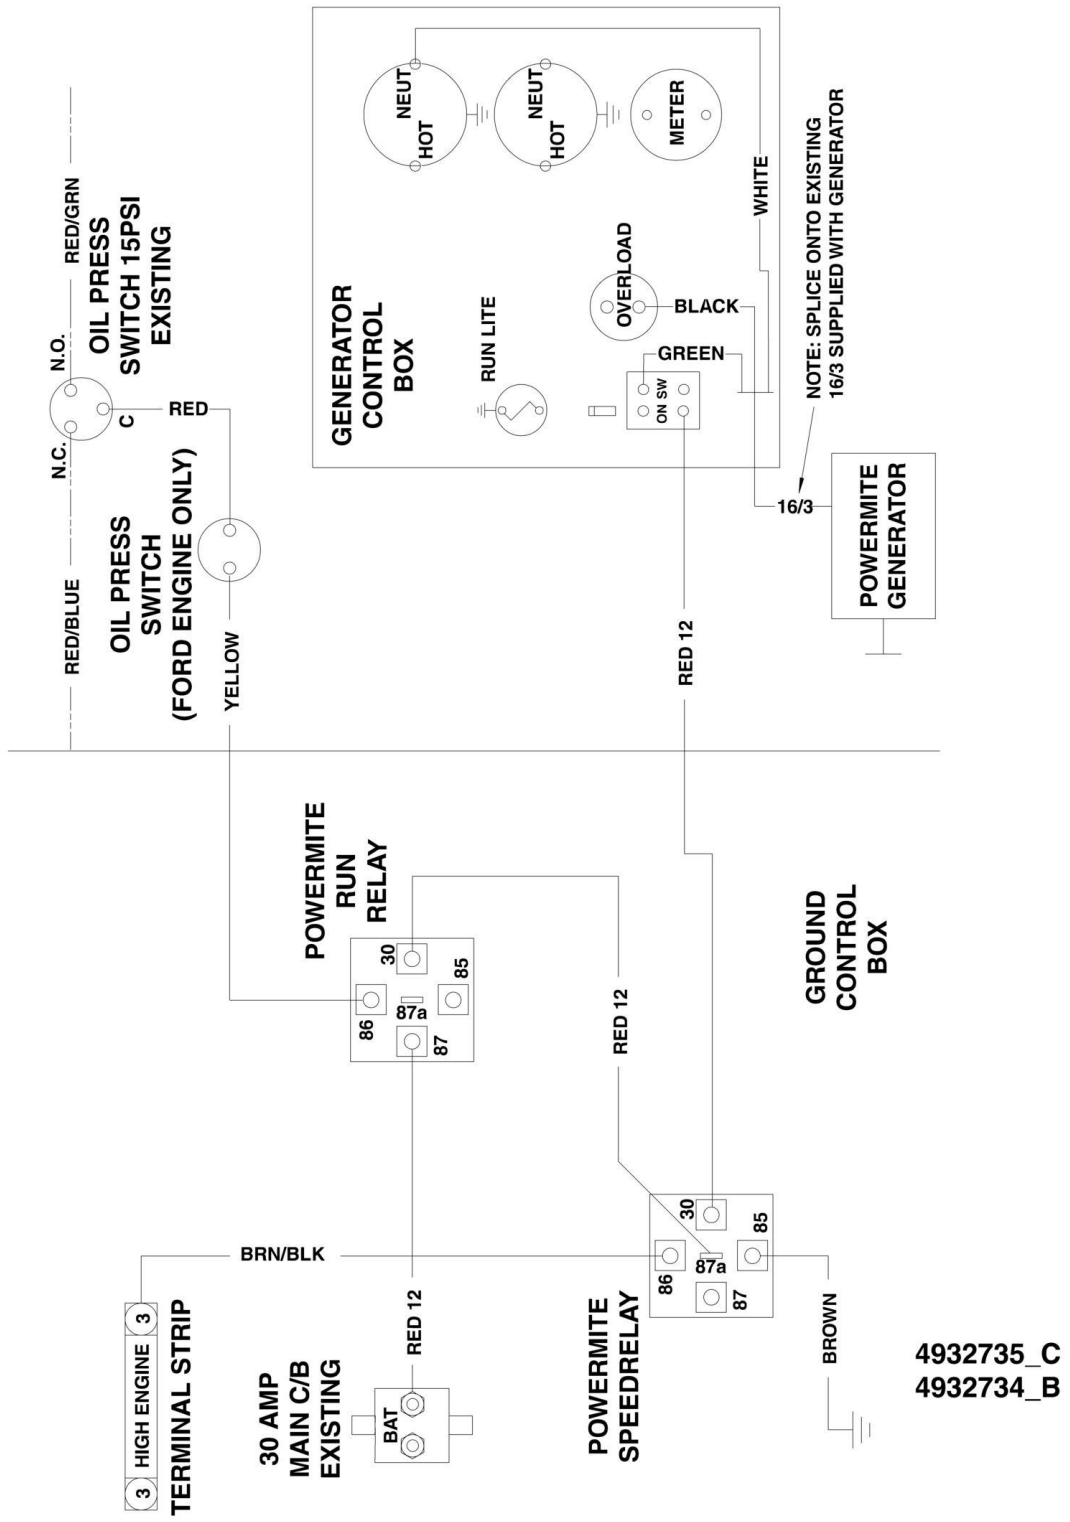 RED/GRN
OIL PRESS
SWITCH 15PSI
EXISTING
N.O.
N.C.
C
RED
RED/BLUE
OIL PRESS
SWITCH
(FORD ENGINE ONLY)
YELLOW
GENERATOR
CONTROL
BOX
NEUT
HOT
NEUT
HOT
METER
WHITE
RUN LITE
OVERLOAD
BLACK
GREEN
ON SW
NOTE: SPLICE ONTO EXISTING
16/3 SUPPLIED WITH GENERATOR
16/3
POWERMITE
GENERATOR
RED 12
POWERMITE
RUN
RELAY
30
85
86
87a
87
RED 12
GROUND
CONTROL
BOX
BRN/BLK
3
HIGH ENGINE
3
TERMINAL STRIP
RED 12
30 AMP
MAIN C/B
EXISTING
BAT
POWERMITE
SPEEDRELAY
30
85
86
87a
87
BROWN
4932735_C
4932734_B